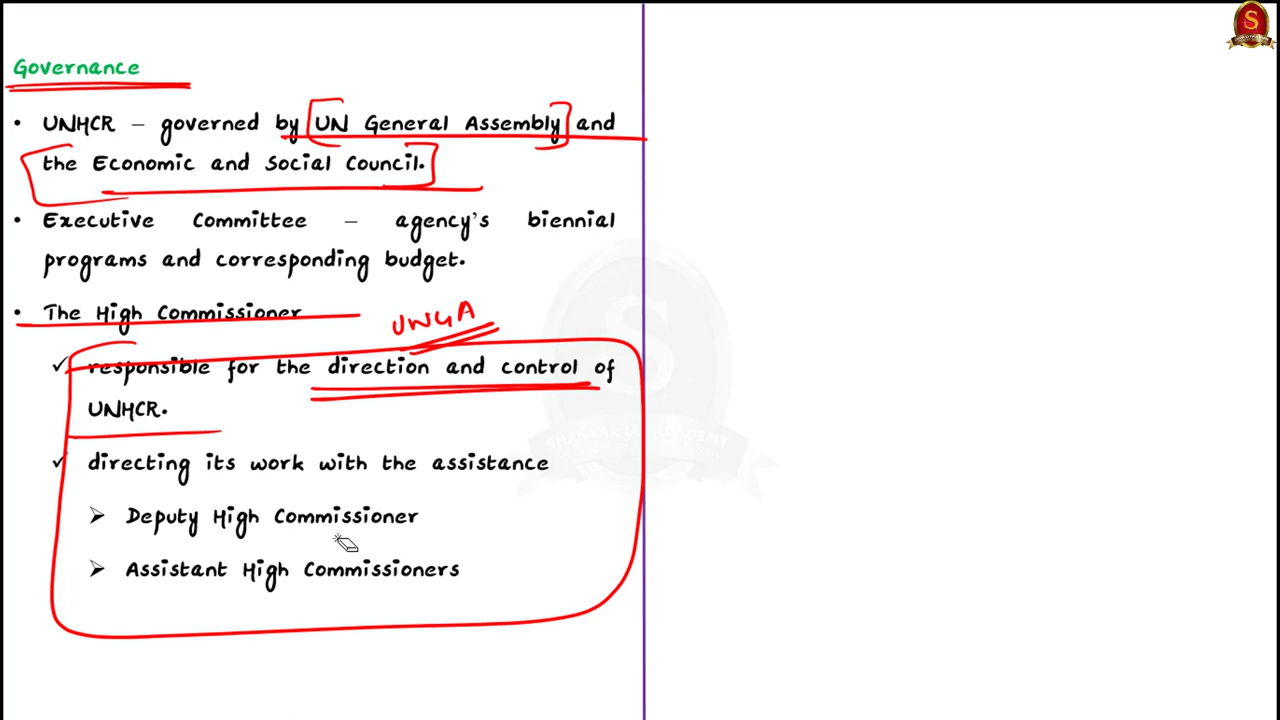 Governance
• UNHCR – governed by UN General Assembly and
the Economic and Social Council.
• Executive Committee – agency's biennial
programs and corresponding budget.
• The High Commissioner
UNGA
✓ responsible for the direction and control of
UNHCR.
✓ directing its work with the assistance
➢ Deputy High Commissioner
➢ Assistant High Commissioners
S
S